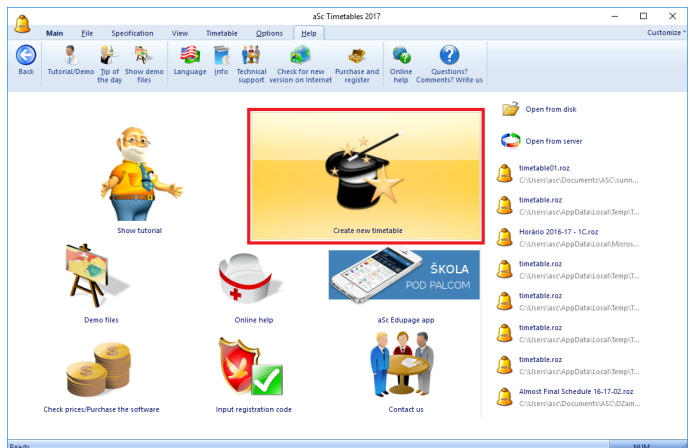 aSc Timetables 2017
Main File Specification View Timetable Options Help Customize
Back Tutorial/Demo Tip of the day Show demo files Language Info Technical support Check for new version on Internet Purchase and register Online help Questions? Comments? Write us
Open from disk
Open from server
Show tutorial
Create new timetable
Demo files
Online help
ŠKOLA
POD PALCOM
aSc Edupage app
Check prices/Purchase the software
Input registration code
Contact us
timetable01.roz
C:\Users\asc\Documents\ASC\sunn...
timetable.roz
C:\Users\asc\AppData\Local\Temp\T...
Horário 2016-17 - 1C.roz
C:\Users\asc\AppData\Local\Micros...
timetable.roz
C:\Users\asc\AppData\Local\Temp\T...
timetable.roz
C:\Users\asc\AppData\Local\Temp\T...
timetable.roz
C:\Users\asc\AppData\Local\Temp\T...
timetable.roz
C:\Users\asc\AppData\Local\Temp\T...
Almost Final Schedule 16-17-02.roz
C:\Users\asc\Documents\ASC\DZam...
Ready
NUM